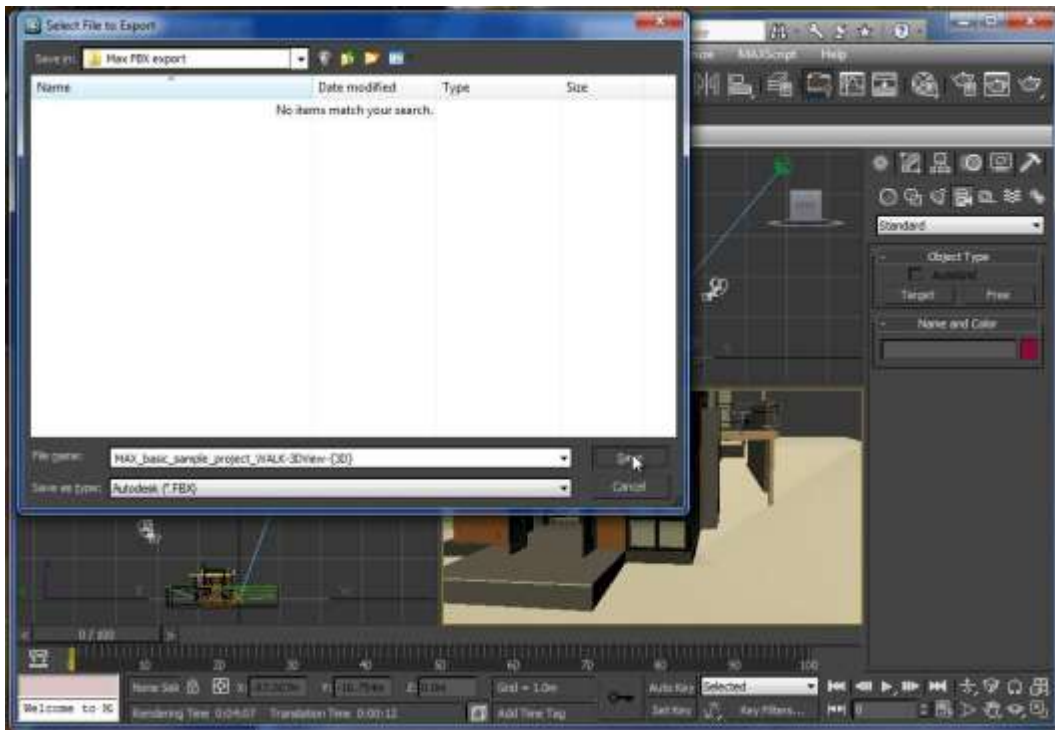 Select File to Export
Save in: Max FBX export
Name Date modified Type Size
No items match your search.
File name: MAX_basic_sample_project_WALK-3DView-{3D}
Save as type: Autodesk (*.FBX)
Cancel
MAXScript Help
Standard
- Object Type
AutoGrid
Target Free
- Name and Color
0 / 100
10 20 30 40 50 60 70 80 90 100
None Sel X: Y: Z: Grid = 1.0m Auto Key Selected
Welcome to M Rendering Time 0:04:07 Translation Time 0:00:12 Add Time Tag Set Key Key Filters... 0